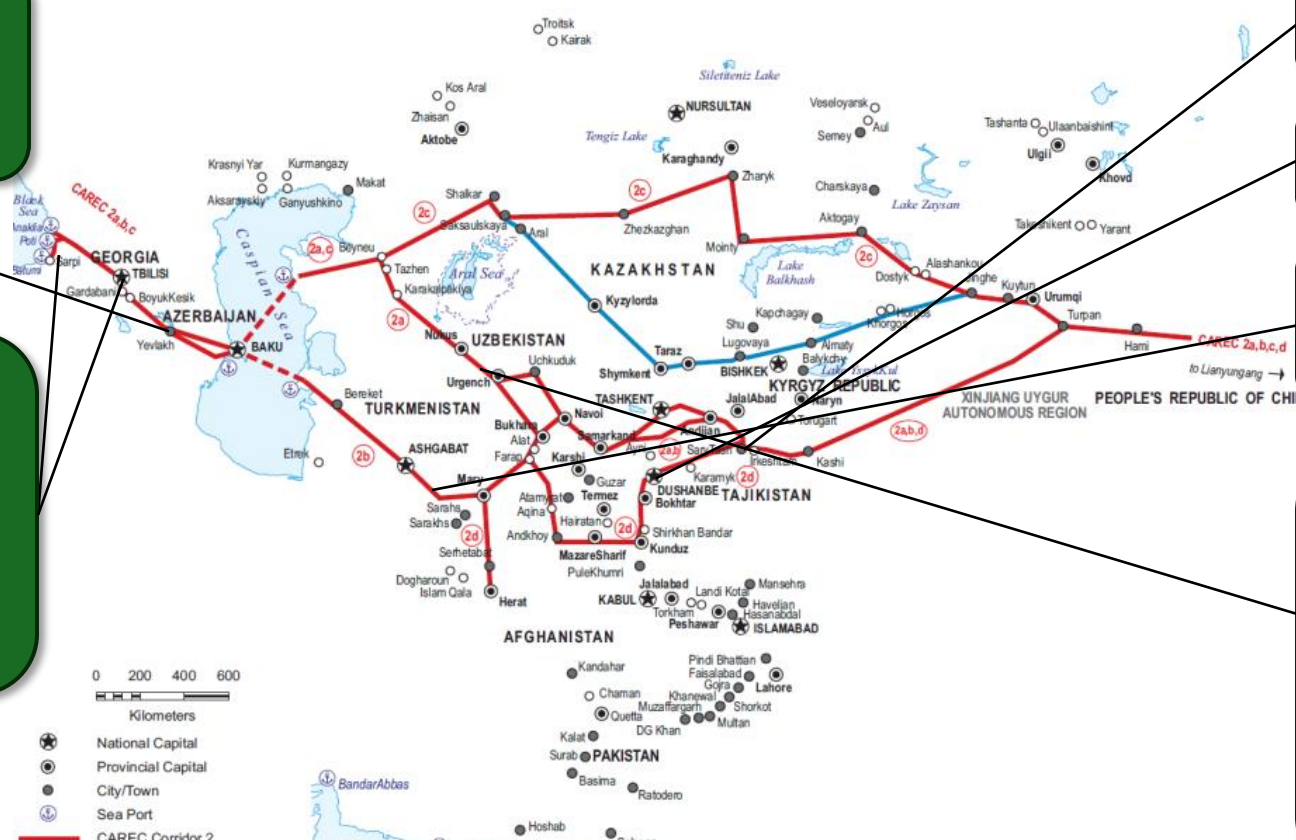 Troitsk
Kairak
Siletiteniz Lake
Kos Aral
Zhaisan
Aktobe
NURSULTAN
Veseloyarsk
Aul
Semey
Tashanta
Ulaanbaishint
Ulgii
Khovd
Tengiz Lake
Karaghandy
Krasnyi Yar
Kurmangazy
Makat
Aksarayskiy
Ganyushkino
Shalkar
2c
Zharyk
Charskaya
Lake Zaysan
Black
Sea
CAREC 2a,b,c
Poti
Sarpi
Batumi
GEORGIA
TBILISI
Gardabani
BoyukKesik
AZERBAIJAN
Yevlakh
BAKU
Caspian Sea
2a,c
Beyneu
2c
Saksaulskaya
Aral
Zhezkazghan
Mointy
Aktogay
2c
Takeshikent
Yarant
Tazhen
Karakalpakiya
Aral Sea
KAZAKHSTAN
Lake
Balkhash
Dostyk
Alashankou
Jinghe
Kuytun
Urumqi
2a
Nukus
UZBEKISTAN
Kyzylorda
Kapchagay
Khorgos
Horgos
Turpan
Hami
CAREC 2a,b,c,d
to Lianyungang
Shu
Lugovaya
Almaty
Uchkuduk
Urgench
Taraz
Shymkent
BISHKEK
Balykchy
Lake Yssyk Kul
KYRGYZ REPUBLIC
Naryn
Torugart
XINJIANG UYGUR
AUTONOMOUS REGION
PEOPLE'S REPUBLIC OF CHI
Bereket
TURKMENISTAN
TASHKENT
JalalAbad
Navoi
Bukhara
Andijan
Samarkand
2a,b,d
Etrek
2b
ASHGABAT
Alat
Farap
Karshi
Ayni
2a,b
Sary-Tash
Irkeshtam
Kashi
Mary
Guzar
Karamyk
2d
DUSHANBE
TAJIKISTAN
Bokhtar
Atamyrat
Aqina
Termez
Sarahs
Sarakhs
2d
Hairatan
2d
Shirkhan Bandar
Andkhoy
MazareSharif
Kunduz
Serhetabat
PuleKhumri
Dogharoun
Islam Qala
Herat
Jalalabad
KABUL
Torkham
Landi Kotal
Mansehra
Havelian
Hasanabdal
Peshawar
ISLAMABAD
AFGHANISTAN
Kandahar
Pindi Bhattian
Faisalabad
Gojra
Lahore
Chaman
Khanewal
Shorkot
Muzaffargarh
Multan
Quetta
DG Khan
Kalat
Surab
PAKISTAN
Basima
Ratodero
BandarAbbas
Hoshab
0 200 400 600
Kilometers
National Capital
Provincial Capital
City/Town
Sea Port
CAREC Corridor 2